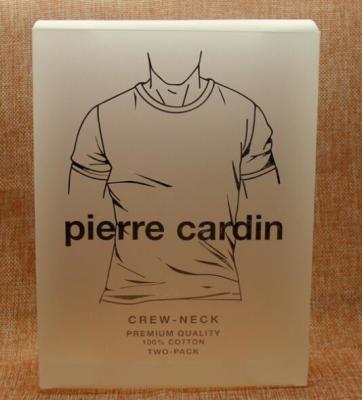 pierre cardin
CREW-NECK
PREMIUM QUALITY
100% COTTON
TWO-PACK